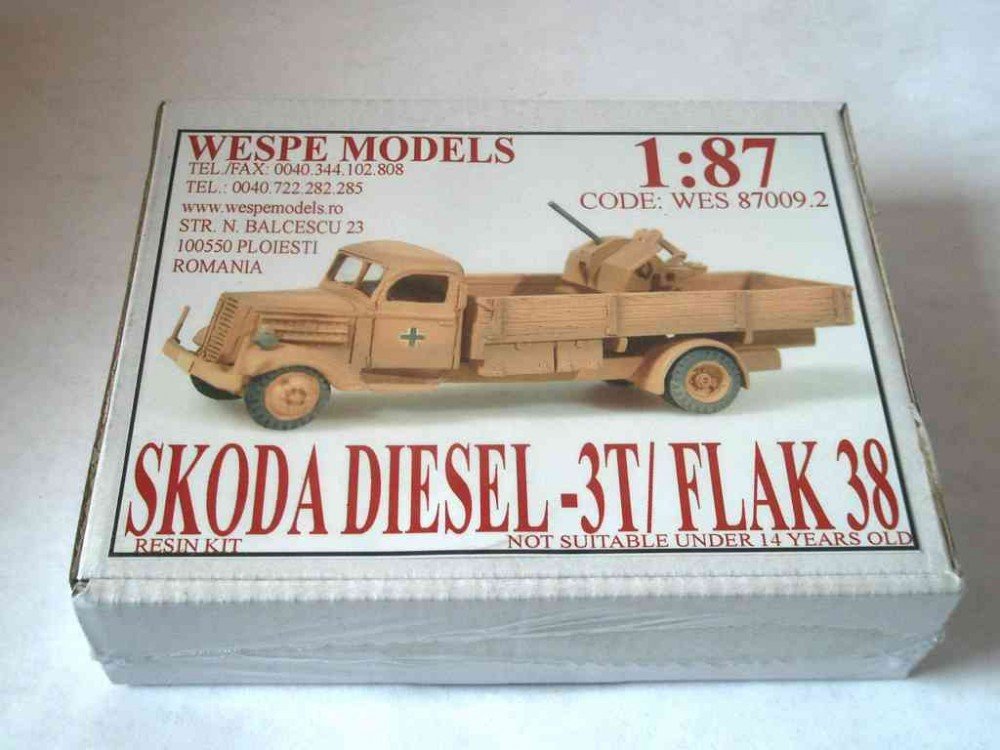 WESPE MODELS
TEL./FAX: 0040.344.102.808
TEL.: 0040.722.282.285
www.wespemodels.ro
STR. N. BALCESCU 23
100550 PLOIESTI
ROMANIA
1:87
CODE: WES 87009.2
SKODA DIESEL -3T/ FLAK 38
RESIN KIT
NOT SUITABLE UNDER 14 YEARS OLD